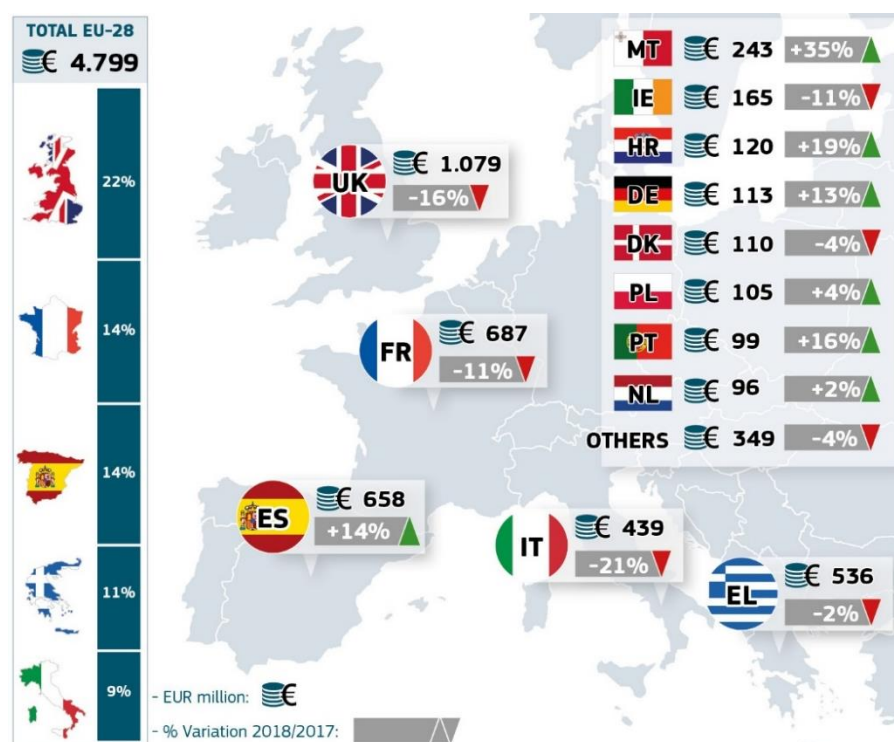 TOTAL EU-28
€ 4.799
22%
14%
14%
11%
9%
UK
€ 1.079
-16%
FR
€ 687
-11%
ES
€ 658
+14%
IT
€ 439
-21%
EL
€ 536
-2%
MT € 243 +35%
IE € 165 -11%
HR € 120 +19%
DE € 113 +13%
DK € 110 -4%
PL € 105 +4%
PT € 99 +16%
NL € 96 +2%
OTHERS € 349 -4%
- EUR million: €
- % Variation 2018/2017: